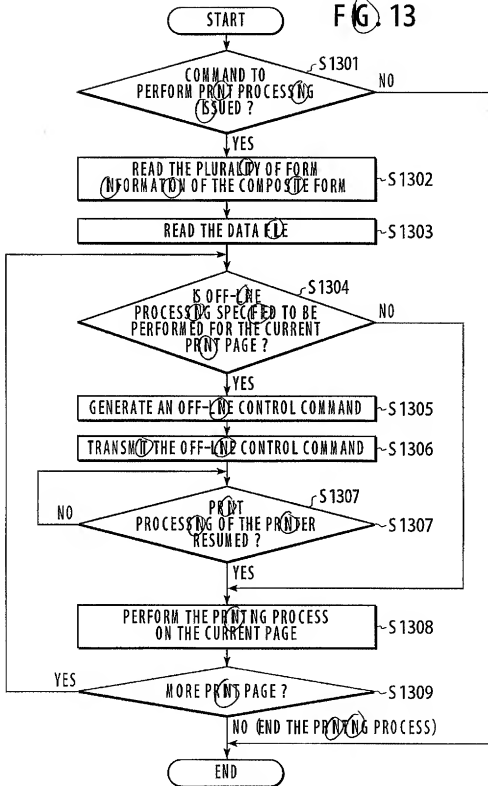 FIG. 13
START
S1301
COMMAND TO
PERFORM PRINT PROCESSING
ISSUED ?
NO
YES
READ THE PLURALITY OF FORM
INFORMATION OF THE COMPOSITE FORM
S1302
READ THE DATA FILE
S1303
S1304
IS OFF-LINE
PROCESSING SPECIFIED TO BE
PERFORMED FOR THE CURRENT
PRINT PAGE ?
NO
YES
GENERATE AN OFF-LINE CONTROL COMMAND
S1305
TRANSMIT THE OFF-LINE CONTROL COMMAND
S1306
S1307
PRINT
PROCESSING OF THE PRINTER
RESUMED ?
NO
S1307
YES
PERFORM THE PRINTING PROCESS
ON THE CURRENT PAGE
S1308
YES
MORE PRINT PAGE ?
S1309
NO (END THE PRINTING PROCESS)
END